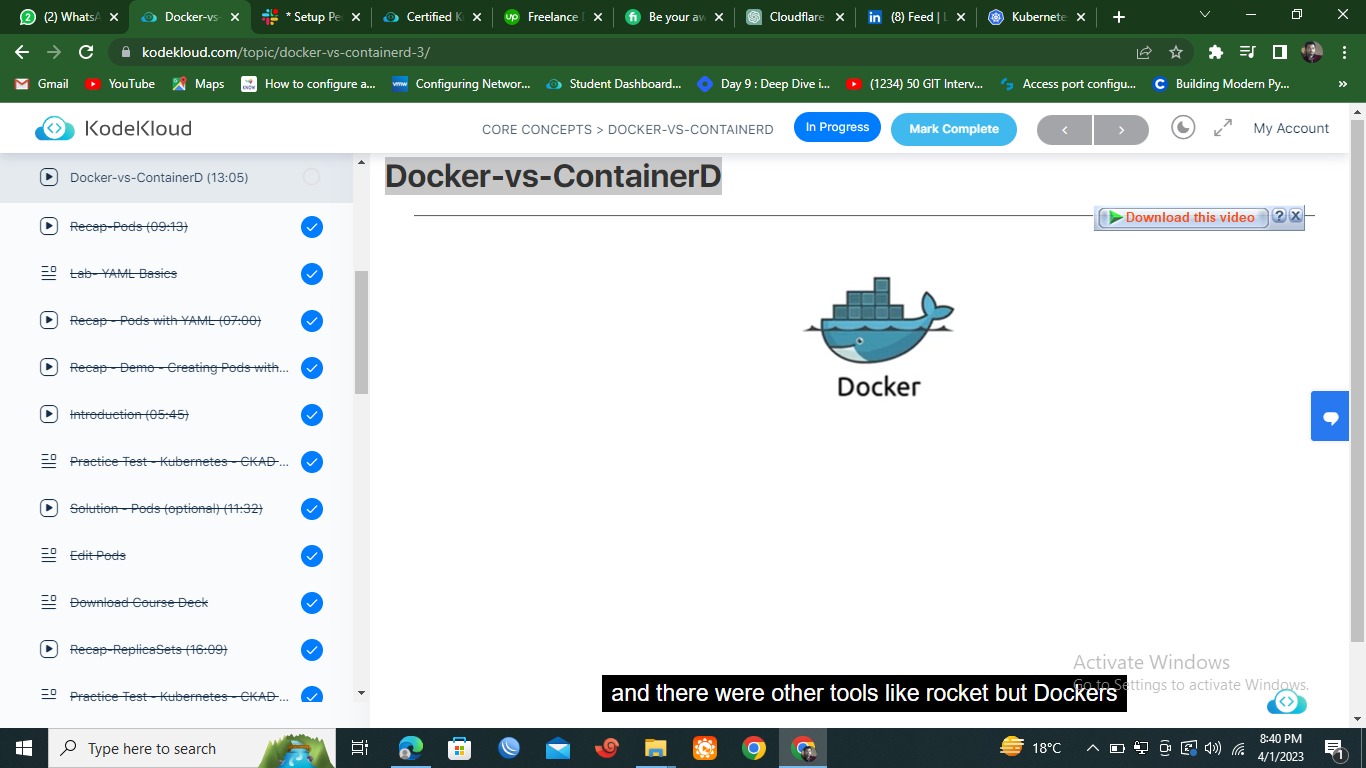 (2) WhatsA
Docker-vs-
* Setup Pe
Certified K
Freelance
Be your aw
Cloudflare
(8) Feed | L
Kubernete
kodekloud.com/topic/docker-vs-containerd-3/
Gmail
YouTube
Maps
How to configure a...
Configuring Networ...
Student Dashboard...
Day 9 : Deep Dive i...
(1234) 50 GIT Interv...
Access port configu...
Building Modern Py...
KodeKloud
CORE CONCEPTS > DOCKER-VS-CONTAINERD
In Progress
Mark Complete
My Account
Docker-vs-ContainerD (13:05)
Recap-Pods (09:13)
Lab- YAML Basics
Recap - Pods with YAML (07:00)
Recap - Demo - Creating Pods with...
Introduction (05:45)
Practice Test - Kubernetes - CKAD ...
Solution - Pods (optional) (11:32)
Edit Pods
Download Course Deck
Recap-ReplicaSets (16:09)
Practice Test - Kubernetes - CKAD ...
Docker-vs-ContainerD
Download this video
? X
Docker
and there were other tools like rocket but Dockers
Activate Windows
Go to Settings to activate Windows.
Type here to search
18°C
8:40 PM
4/1/2023
1